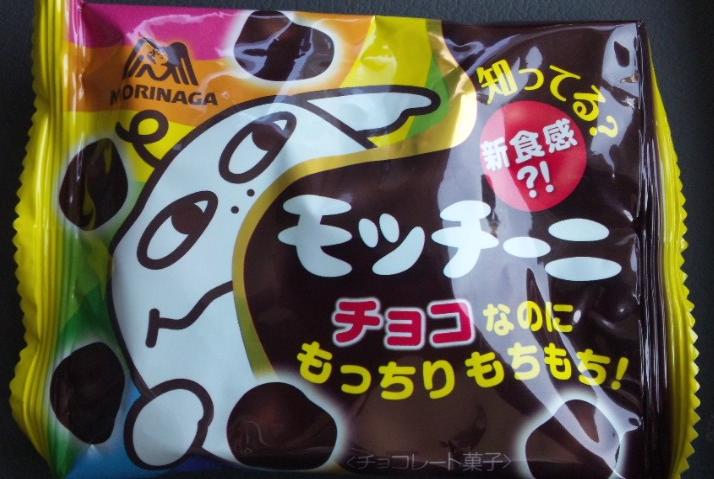 MORINAGA
知ってる?
新食感
?!
モッチーニ
チョコなのに
もっちりもちもち!
<チョコレート菓子>